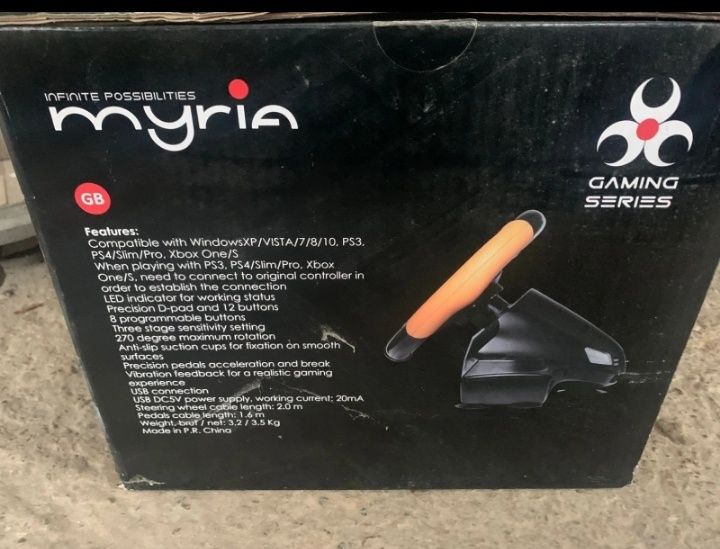 INFINITE POSSIBILITIES
myria
GAMING
SERIES
GB
Features:
Compatible with WindowsXP/VISTA/7/8/10, PS3,
PS4/Slim/Pro, Xbox One/S
When playing with PS3, PS4/Slim/Pro, Xbox
One/S, need to connect to original controller in
order to establish the connection
LED indicator for working status
Precision D-pad and 12 buttons
8 programmable buttons
Three stage sensitivity setting
270 degree maximum rotation
Anti-slip suction cups for fixation on smooth
surfaces
Precision pedals acceleration and break
Vibration feedback for a realistic gaming
experience
USB connection
USB DC5V power supply, working current: 20mA
Steering wheel cable length: 2.0 m
Pedals cable length: 1.6 m
Weight, brut / net: 3.2 / 3.5 Kg
Made in P.R. China